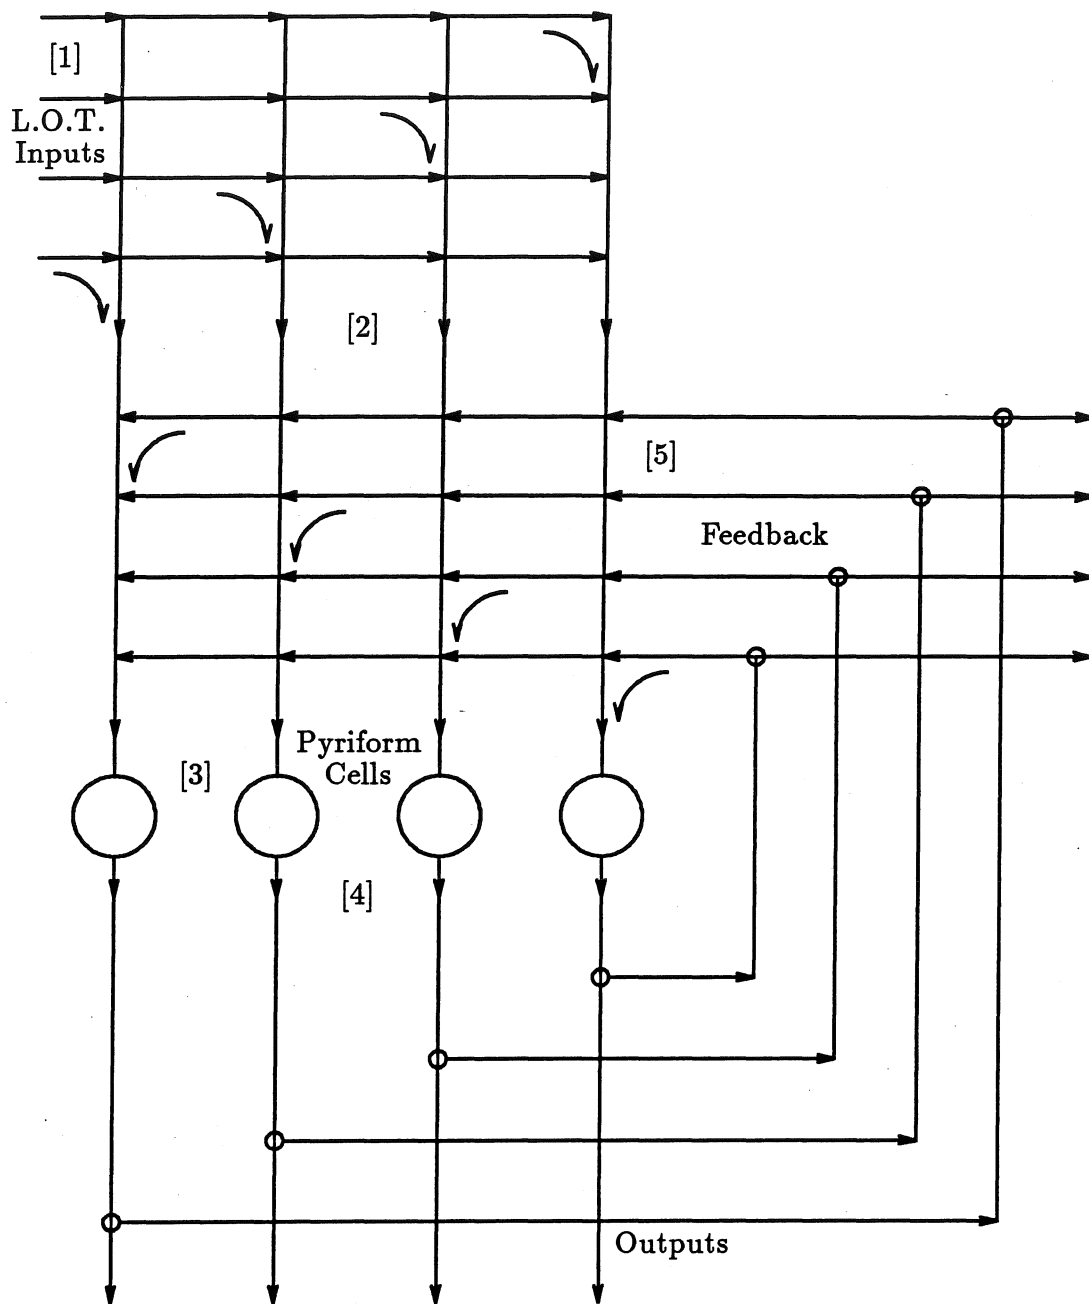 [1]
L.O.T.
Inputs
[2]
[5]
Feedback
Pyriform
Cells
[3]
[4]
Outputs